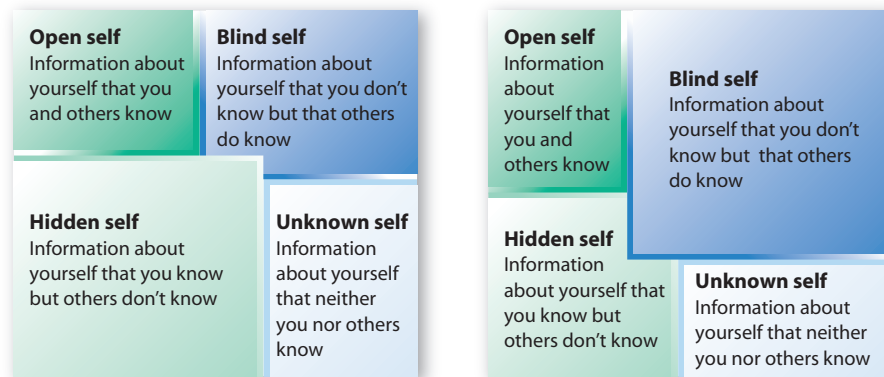 Open self
Information about
yourself that you
and others know
Blind self
Information about
yourself that you don't
know but that others
do know
Hidden self
Information about
yourself that you know
but others don't know
Unknown self
Information
about yourself
that neither
you nor others
know
Open self
Information
about
yourself that
you and
others know
Blind self
Information about
yourself that you don't
know but that others
do know
Hidden self
Information
about yourself that
you know but
others don't know
Unknown self
Information about
yourself that neither
you nor others know